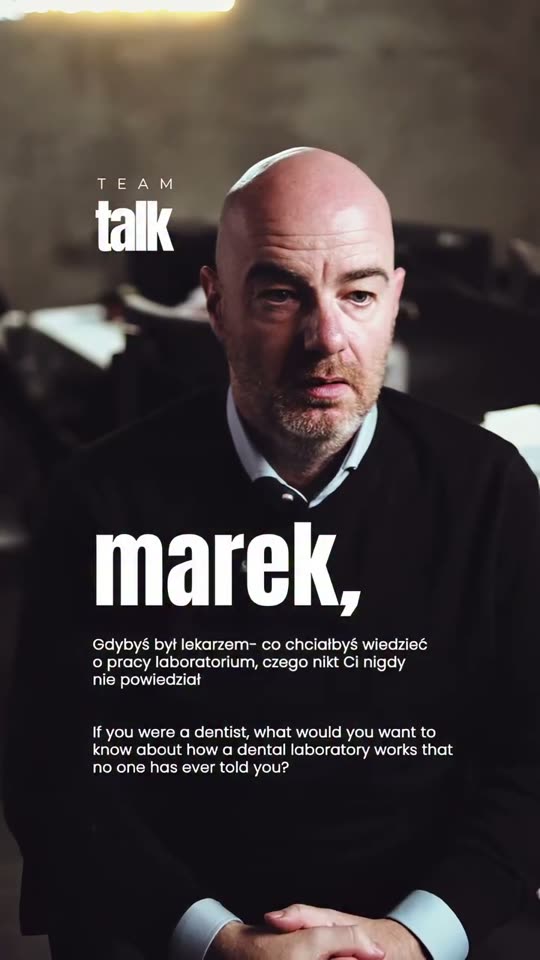 TEAM
talk
marek,
Gdybyś był lekarzem- co chciałbyś wiedzieć
o pracy laboratorium, czego nikt Ci nigdy
nie powiedział
If you were a dentist, what would you want to
know about how a dental laboratory works that
no one has ever told you?